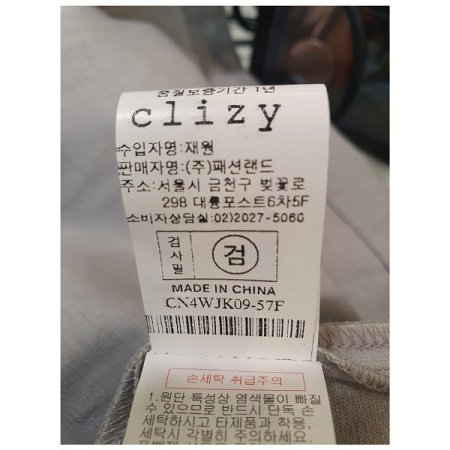 품질보증기간 1년
clizy
수입자명:재원
판매자명:(주)패션랜드
주소:서울시 금천구 벚꽃로
298 대륭포스트6차5F
소비자상담실:02)2027-5060
검사필
검
MADE IN CHINA
CN4WJK09-57F
손세탁 취급주의
1.원단 특성상 염색물이 빠질
수 있으므로 반드시 단독 손
세탁하시고 타제품과 착용,
세탁시 각별히 주의하세요.